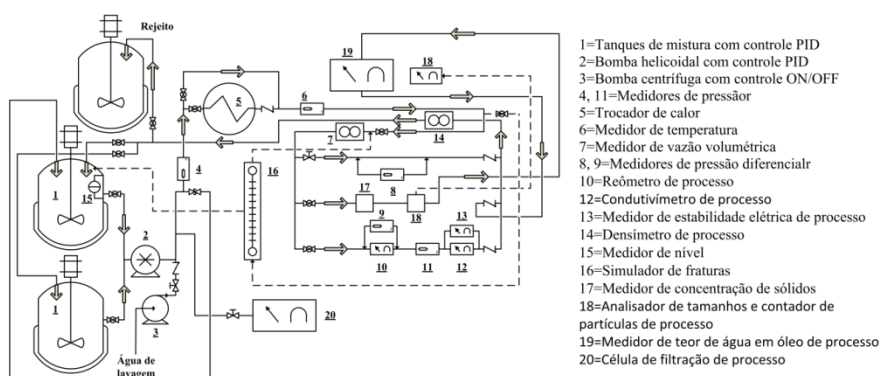 Rejeito
19
18
5
6
14
7
4
1
15
16
8
17
18
13
9
2
10
11
12
1
3
20
Água de
lavagem
1=Tanques de mistura com controle PID
2=Bomba helicoidal com controle PID
3=Bomba centrífuga com controle ON/OFF
4, 11=Medidores de pressãor
5=Trocador de calor
6=Medidor de temperatura
7=Medidor de vazão volumétrica
8, 9=Medidores de pressão diferencialr
10=Reômetro de processo
12=Condutivímetro de processo
13=Medidor de estabilidade elétrica de processo
14=Densímetro de processo
15=Medidor de nível
16=Simulador de fraturas
17=Medidor de concentração de sólidos
18=Analisador de tamanhos e contador de
partículas de processo
19=Medidor de teor de água em óleo de processo
20=Célula de filtração de processo